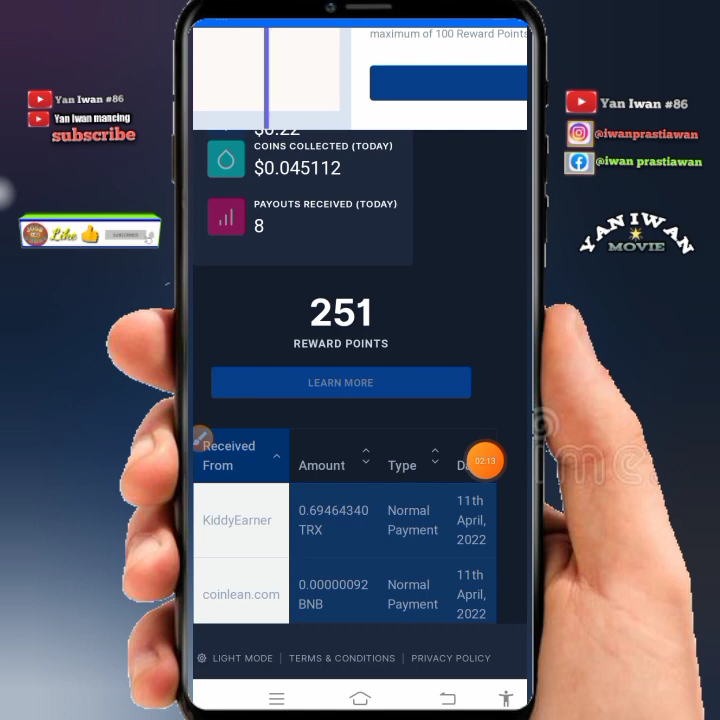 maximum of 100 Reward Points
Yan Iwan #86
Yan Iwan mancing
subscribe
Like
Yan Iwan #86
@iwanprastiawan
@iwan prastiawan
YAN IWAN
MOVIE
$0.22
COINS COLLECTED (TODAY)
$0.045112
PAYOUTS RECEIVED (TODAY)
8
251
REWARD POINTS
LEARN MORE
Received From
Amount
Type
02:13
KiddyEarner
0.69464340 TRX
Normal Payment
11th April, 2022
coinlean.com
0.00000092 BNB
Normal Payment
11th April, 2022
LIGHT MODE | TERMS & CONDITIONS | PRIVACY POLICY